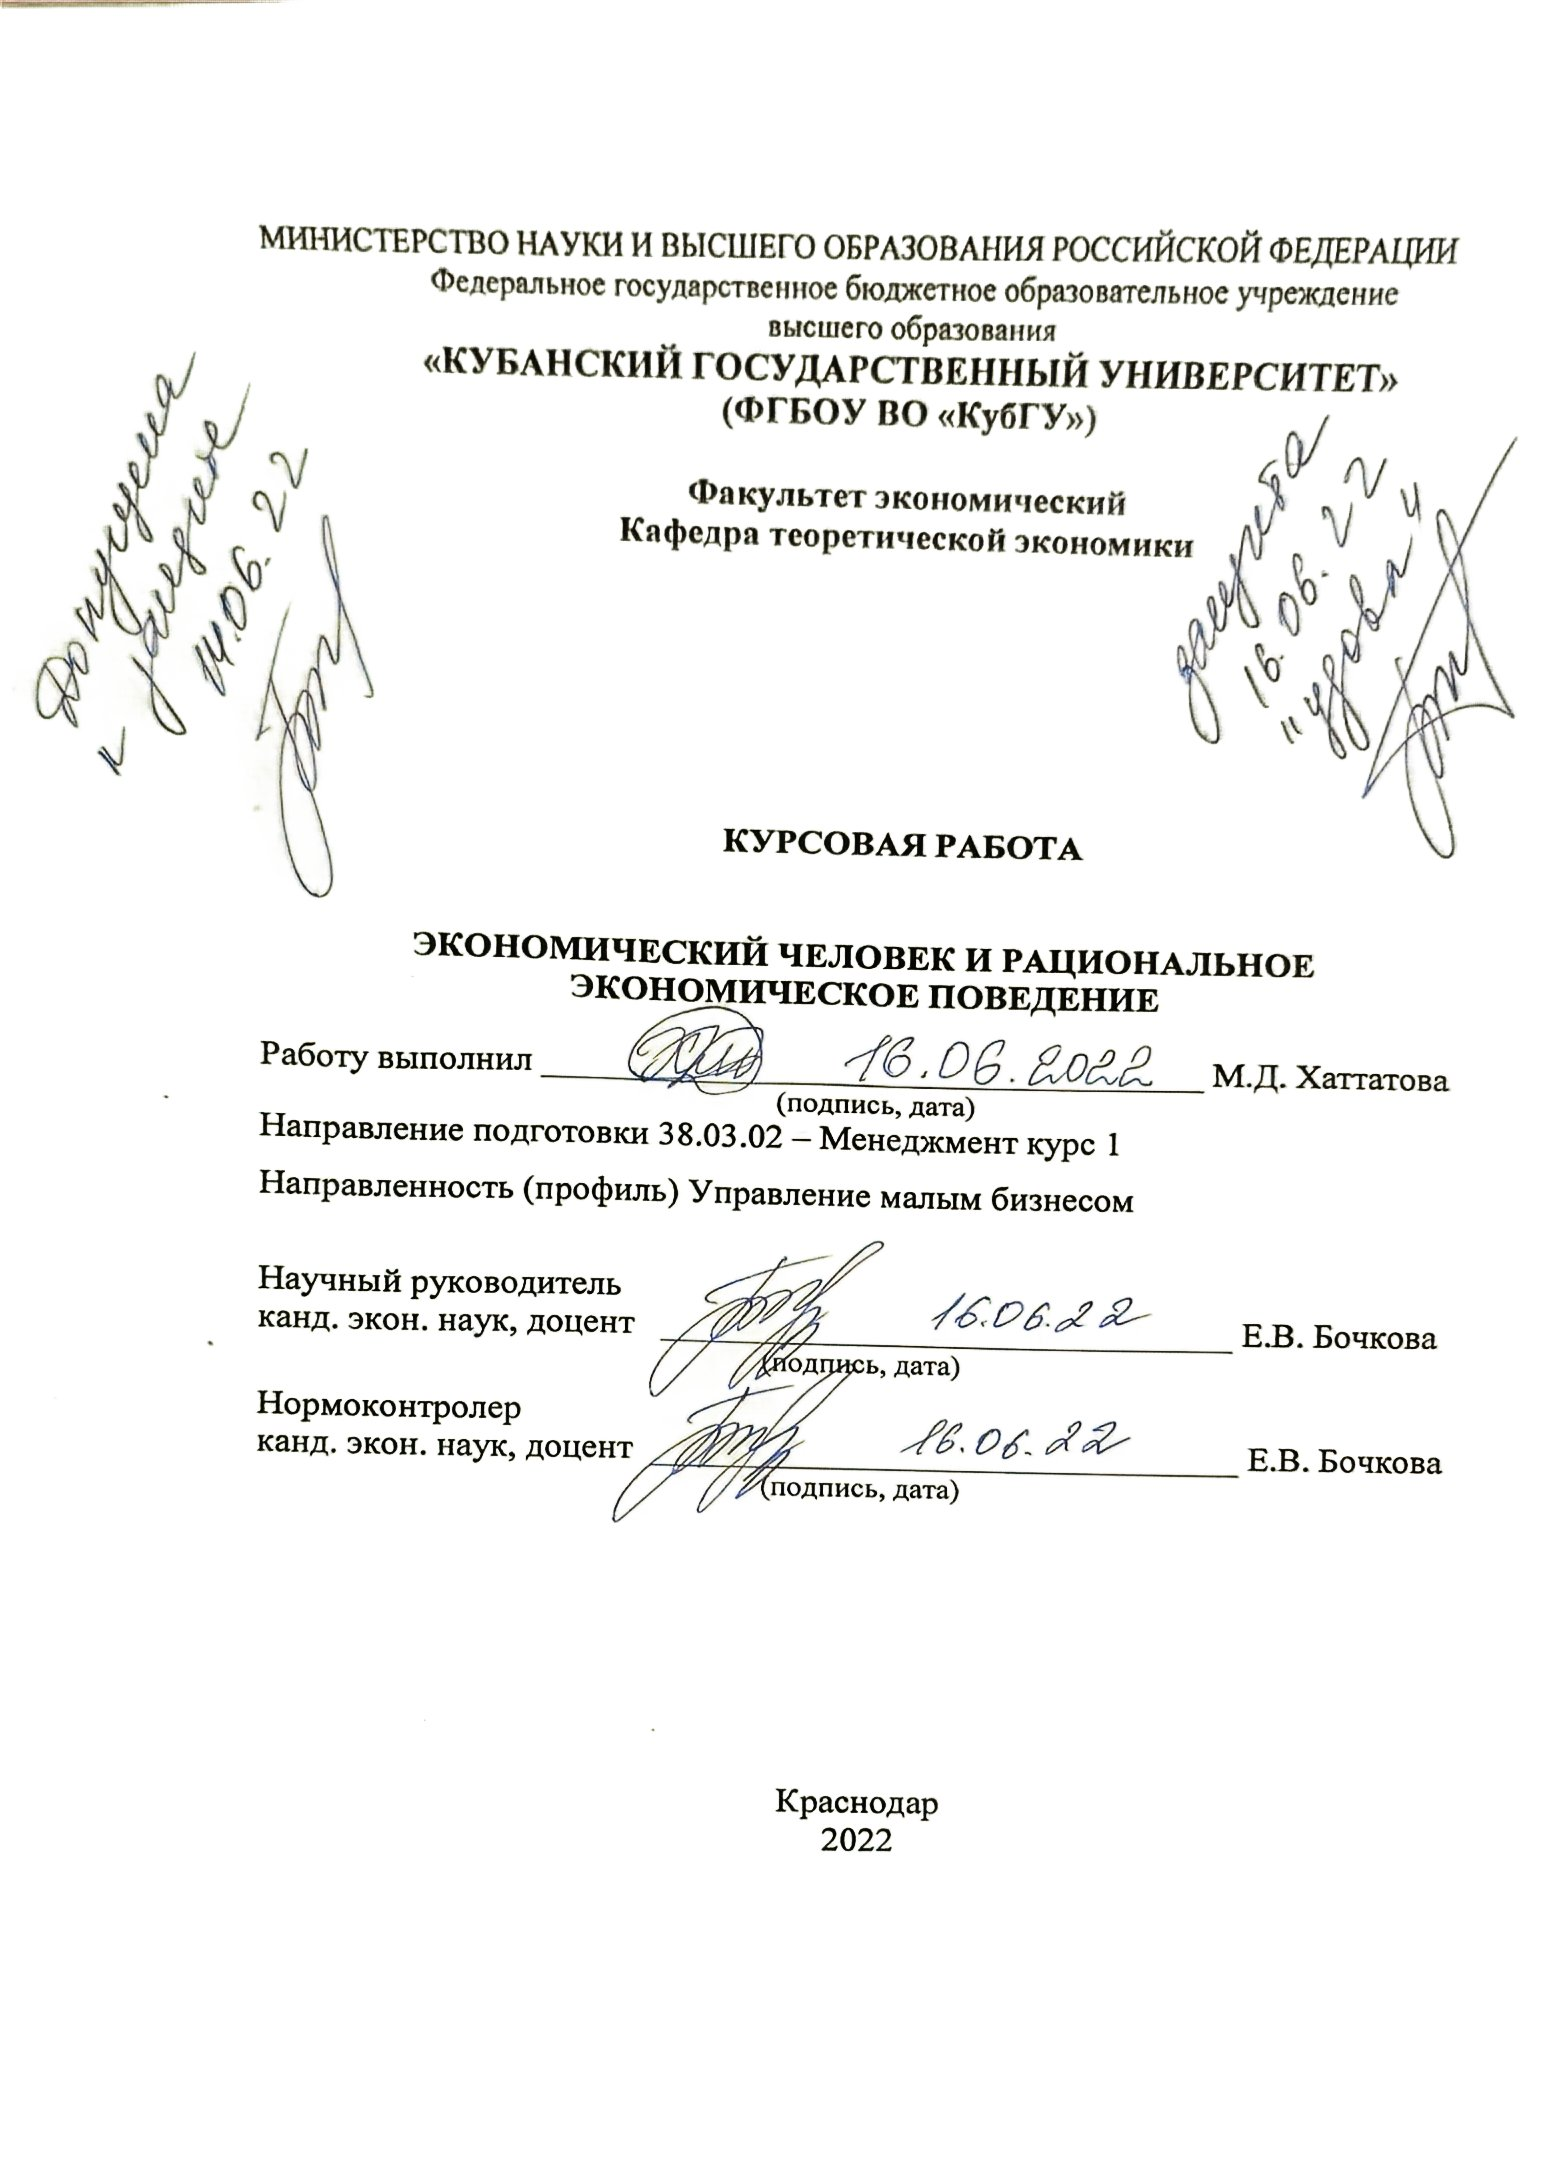 МИНИСТЕРСТВО НАУКИ И ВЫСШЕГО ОБРАЗОВАНИЯ РОССИЙСКОЙ ФЕДЕРАЦИИ
Федеральное государственное бюджетное образовательное учреждение
высшего образования
«КУБАНСКИЙ ГОСУДАРСТВЕННЫЙ УНИВЕРСИТЕТ»
(ФГБОУ ВО «КубГУ»)
Допущена
к защите
14.06.22
защищена
16.06.22
"удовл"
Факультет экономический
Кафедра теоретической экономики
КУРСОВАЯ РАБОТА
ЭКОНОМИЧЕСКИЙ ЧЕЛОВЕК И РАЦИОНАЛЬНОЕ
ЭКОНОМИЧЕСКОЕ ПОВЕДЕНИЕ
Работу выполнил 16.06.2022 М.Д. Хаттатова
(подпись, дата)
Направление подготовки 38.03.02 – Менеджмент курс 1
Направленность (профиль) Управление малым бизнесом
Научный руководитель
канд. экон. наук, доцент 16.06.22 Е.В. Бочкова
(подпись, дата)
Нормоконтролер
канд. экон. наук, доцент 16.06.22 Е.В. Бочкова
(подпись, дата)
Краснодар
2022